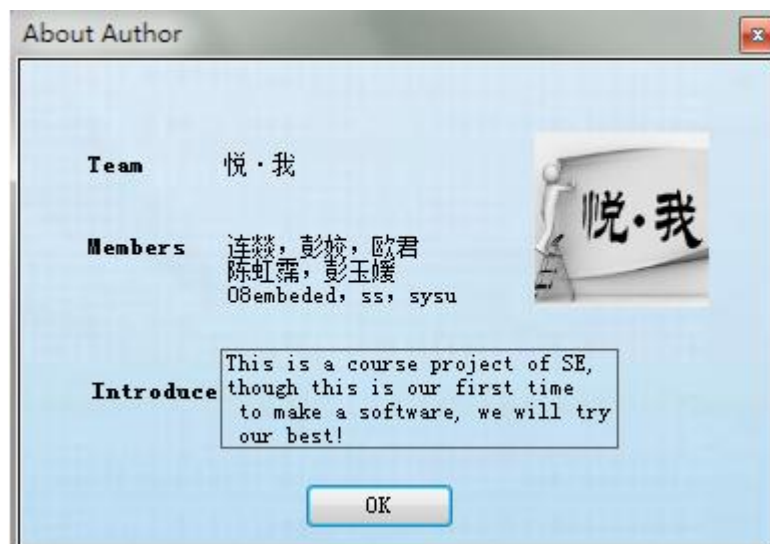 About Author
Team 悦·我
悦·我
Members 连燚，彭姣，欧君
陈虹霈，彭玉媛
08embeded，ss，sysu
Introduce
This is a course project of SE,
though this is our first time
to make a software, we will try
our best!
OK